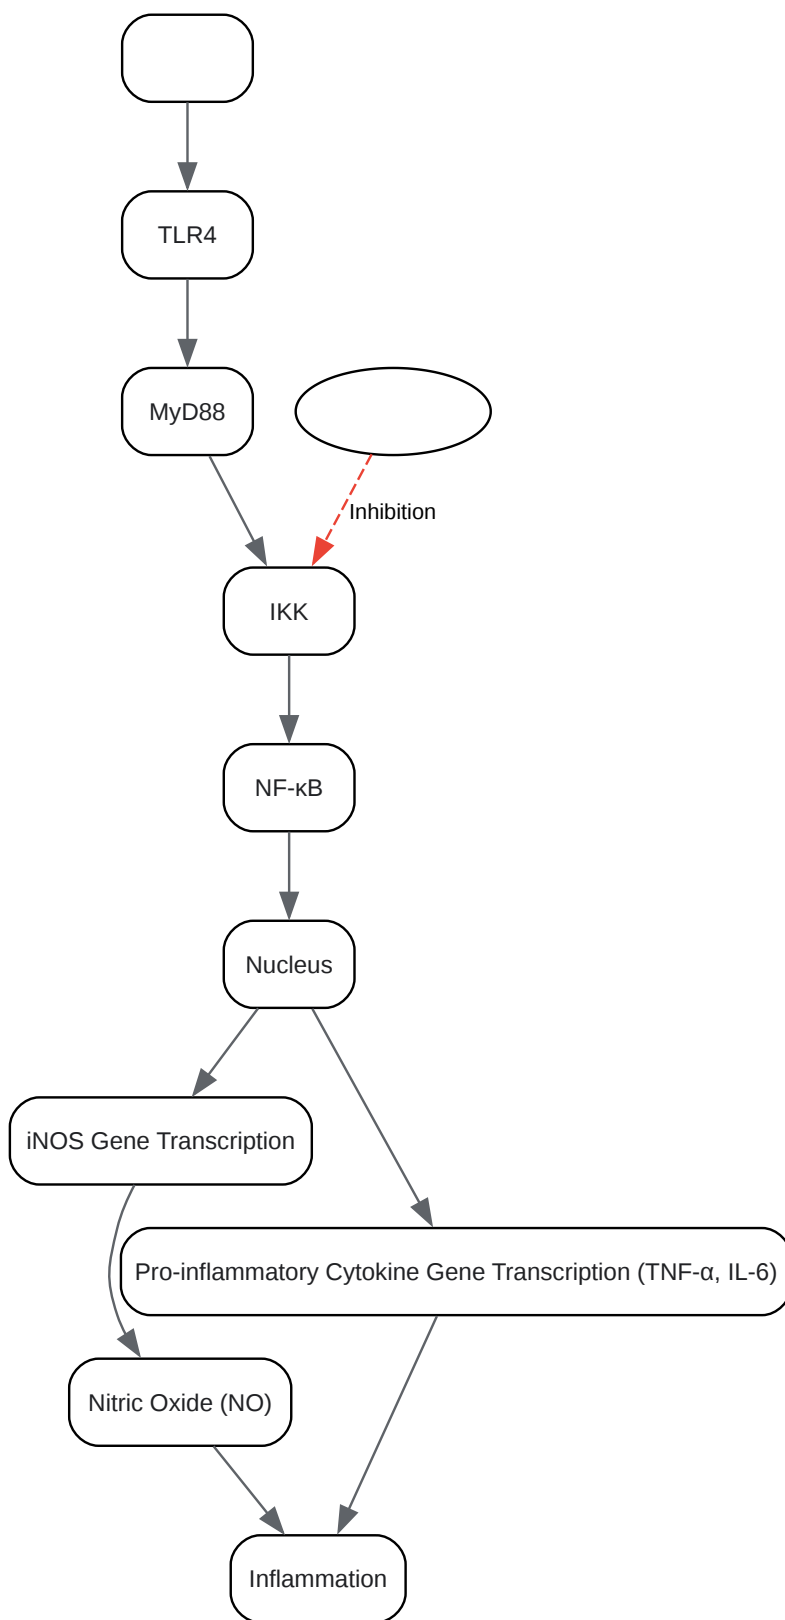 TLR4
MyD88
Inhibition
IKK
NF-κB
Nucleus
iNOS Gene Transcription
Pro-inflammatory Cytokine Gene Transcription (TNF-α, IL-6)
Nitric Oxide (NO)
Inflammation